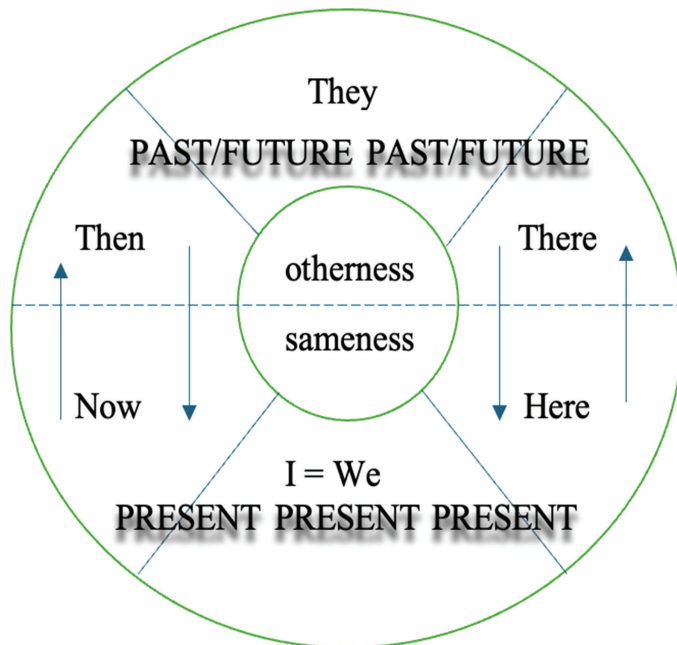 They
PAST/FUTURE PAST/FUTURE
Then
There
otherness
sameness
Now
Here
I = We
PRESENT PRESENT PRESENT